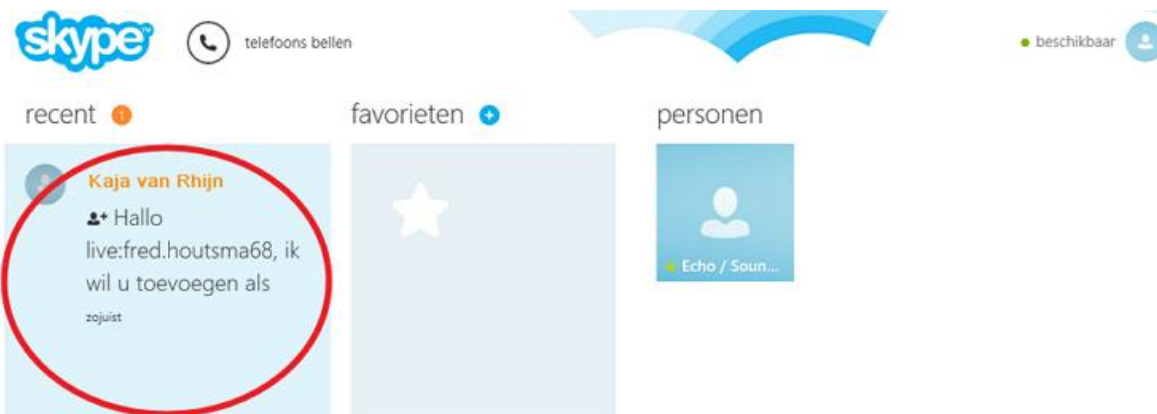 skype™
telefoons bellen
beschikbaar
recent 1
favorieten
personen
Kaja van Rhijn
Hallo
live:fred.houtsma68, ik
wil u toevoegen als
zojuist
Echo / Soun...